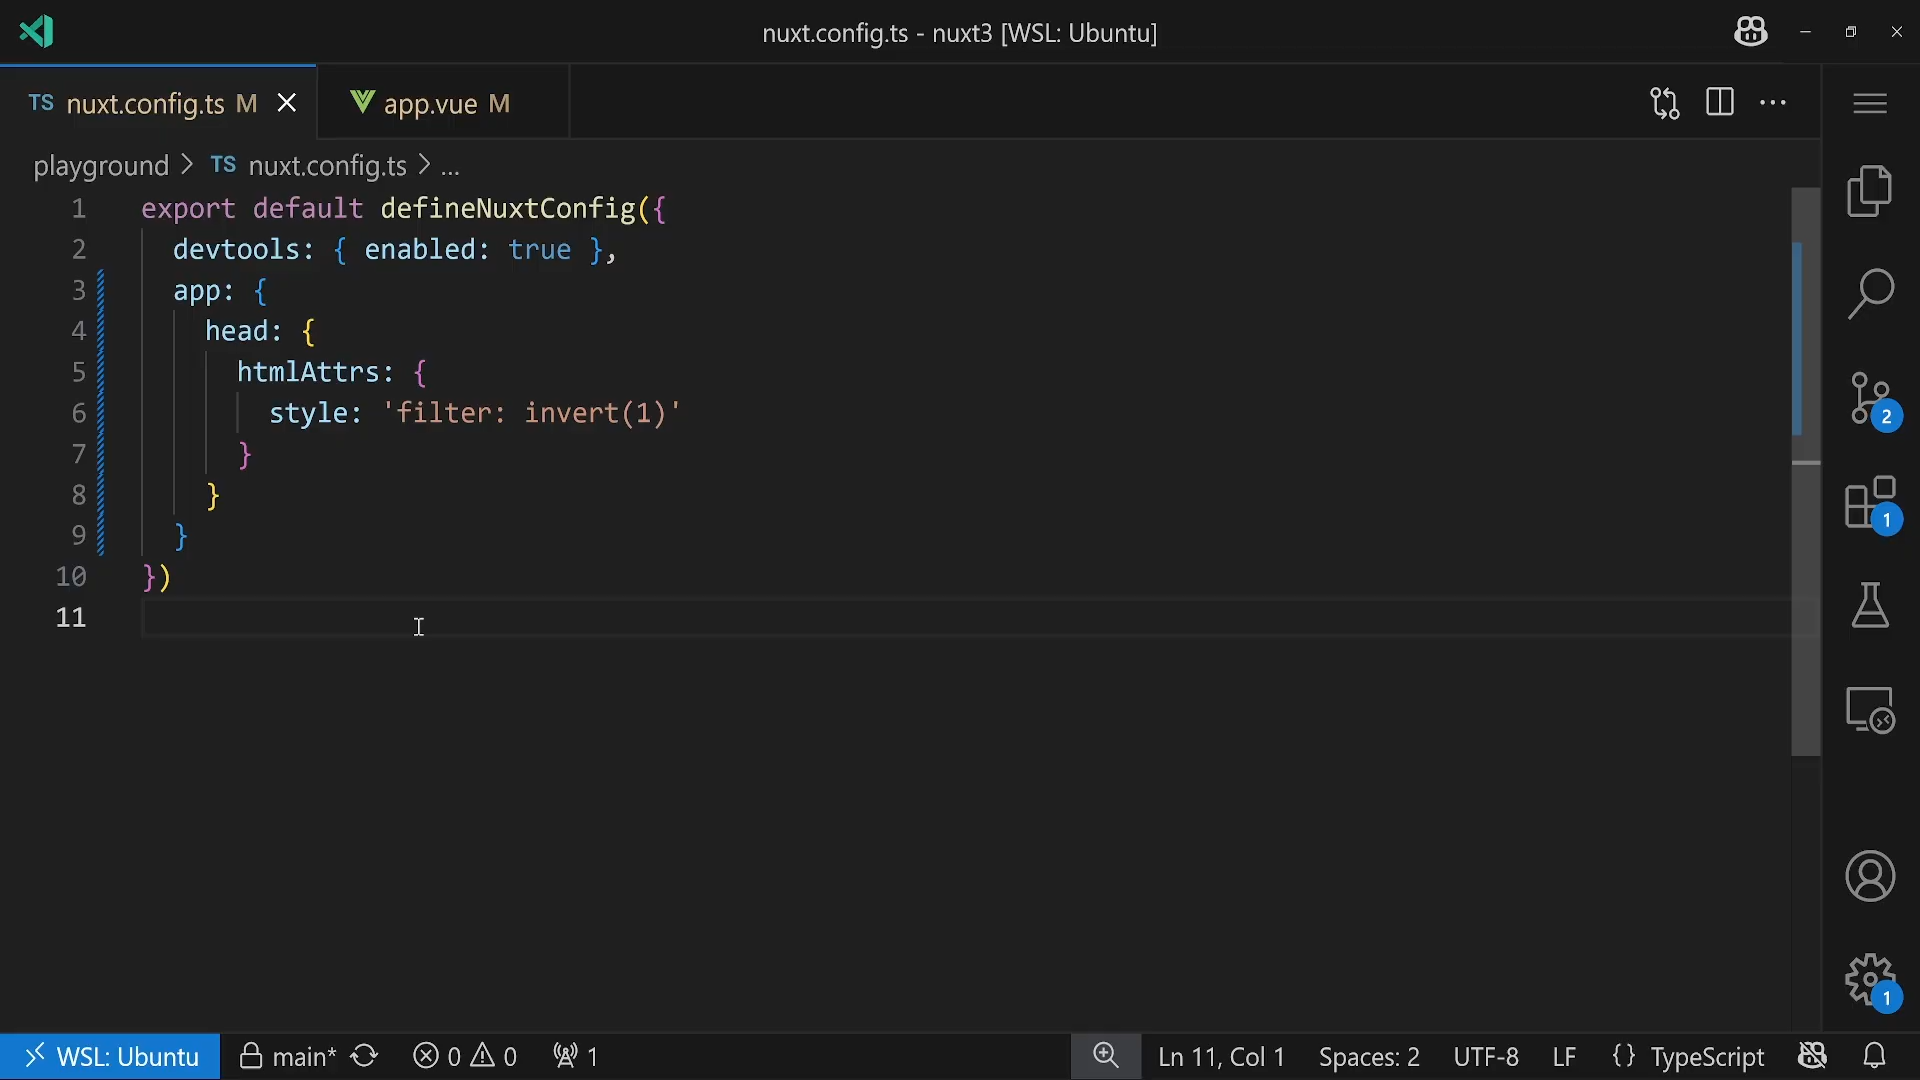 nuxt.config.ts - nuxt3 [WSL: Ubuntu]
TS nuxt.config.ts M
app.vue M
playground > TS nuxt.config.ts > ...
1 export default defineNuxtConfig({
2   devtools: { enabled: true },
3   app: {
4     head: {
5       htmlAttrs: {
6         style: 'filter: invert(1)'
7       }
8     }
9   }
10 })
11
2
1
1
WSL: Ubuntu main* 0 0 1 Ln 11, Col 1 Spaces: 2 UTF-8 LF {} TypeScript